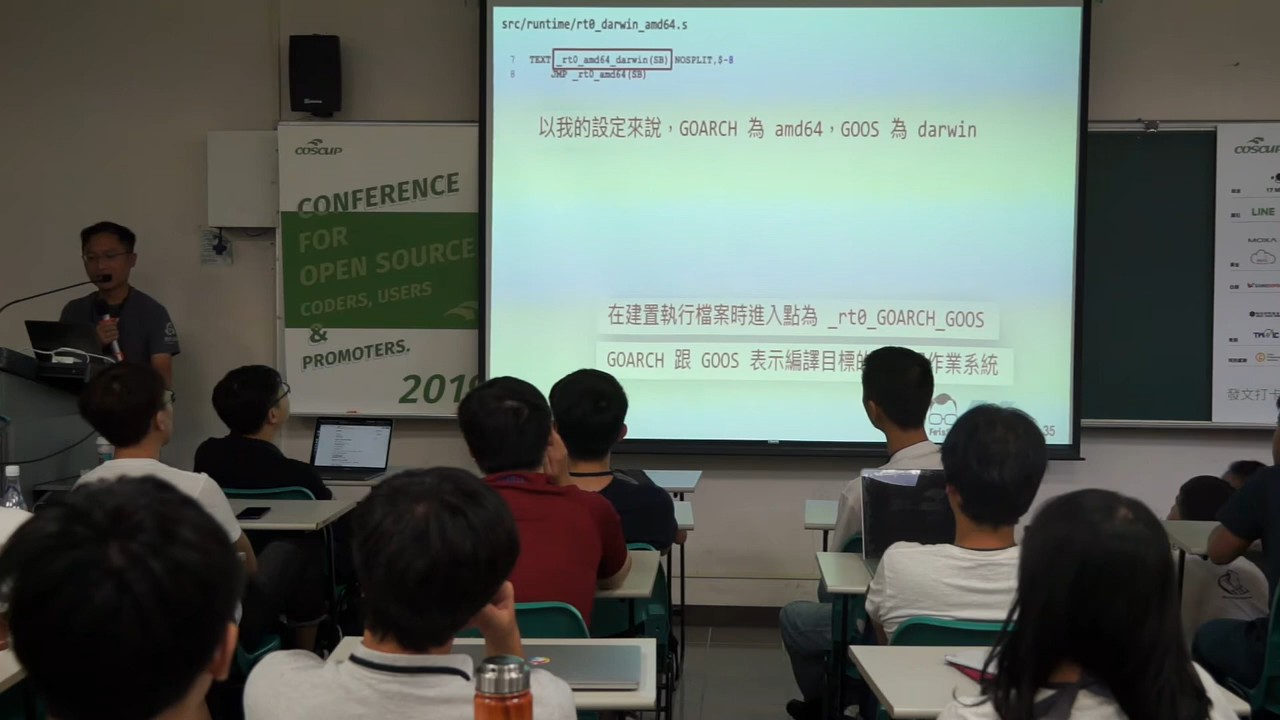 src/runtime/rt0_darwin_amd64.s
7 TEXT _rt0_amd64_darwin(SB),NOSPLIT,$-8
8 JMP _rt0_amd64(SB)
以我的設定來說，GOARCH 為 amd64，GOOS 為 darwin
在建置執行檔案時進入點為 _rt0_GOARCH_GOOS
GOARCH 跟 GOOS 表示編譯目標的
作業系統
35
COSCUP
CONFERENCE
FOR
OPEN SOURCE
CODERS, USERS
&
PROMOTERS.
2019
COSCUP
LINE
MOXA
發文打卡